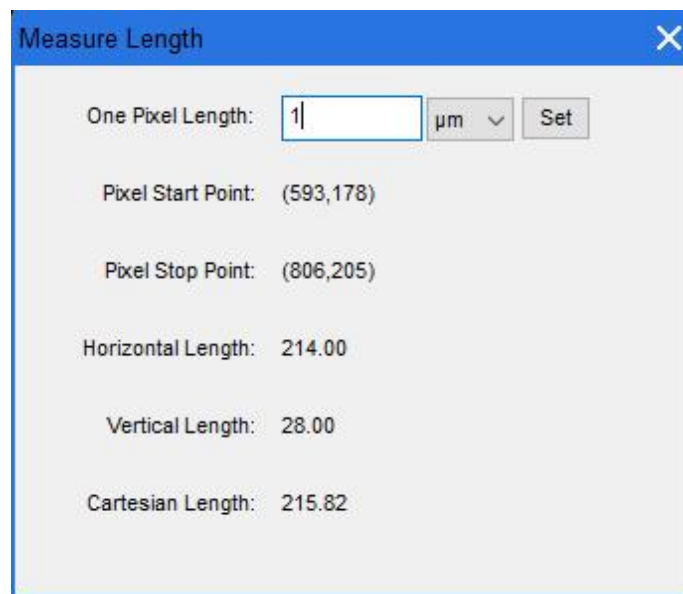 Measure Length
One Pixel Length: 1 µm Set
Pixel Start Point: (593,178)
Pixel Stop Point: (806,205)
Horizontal Length: 214.00
Vertical Length: 28.00
Cartesian Length: 215.82